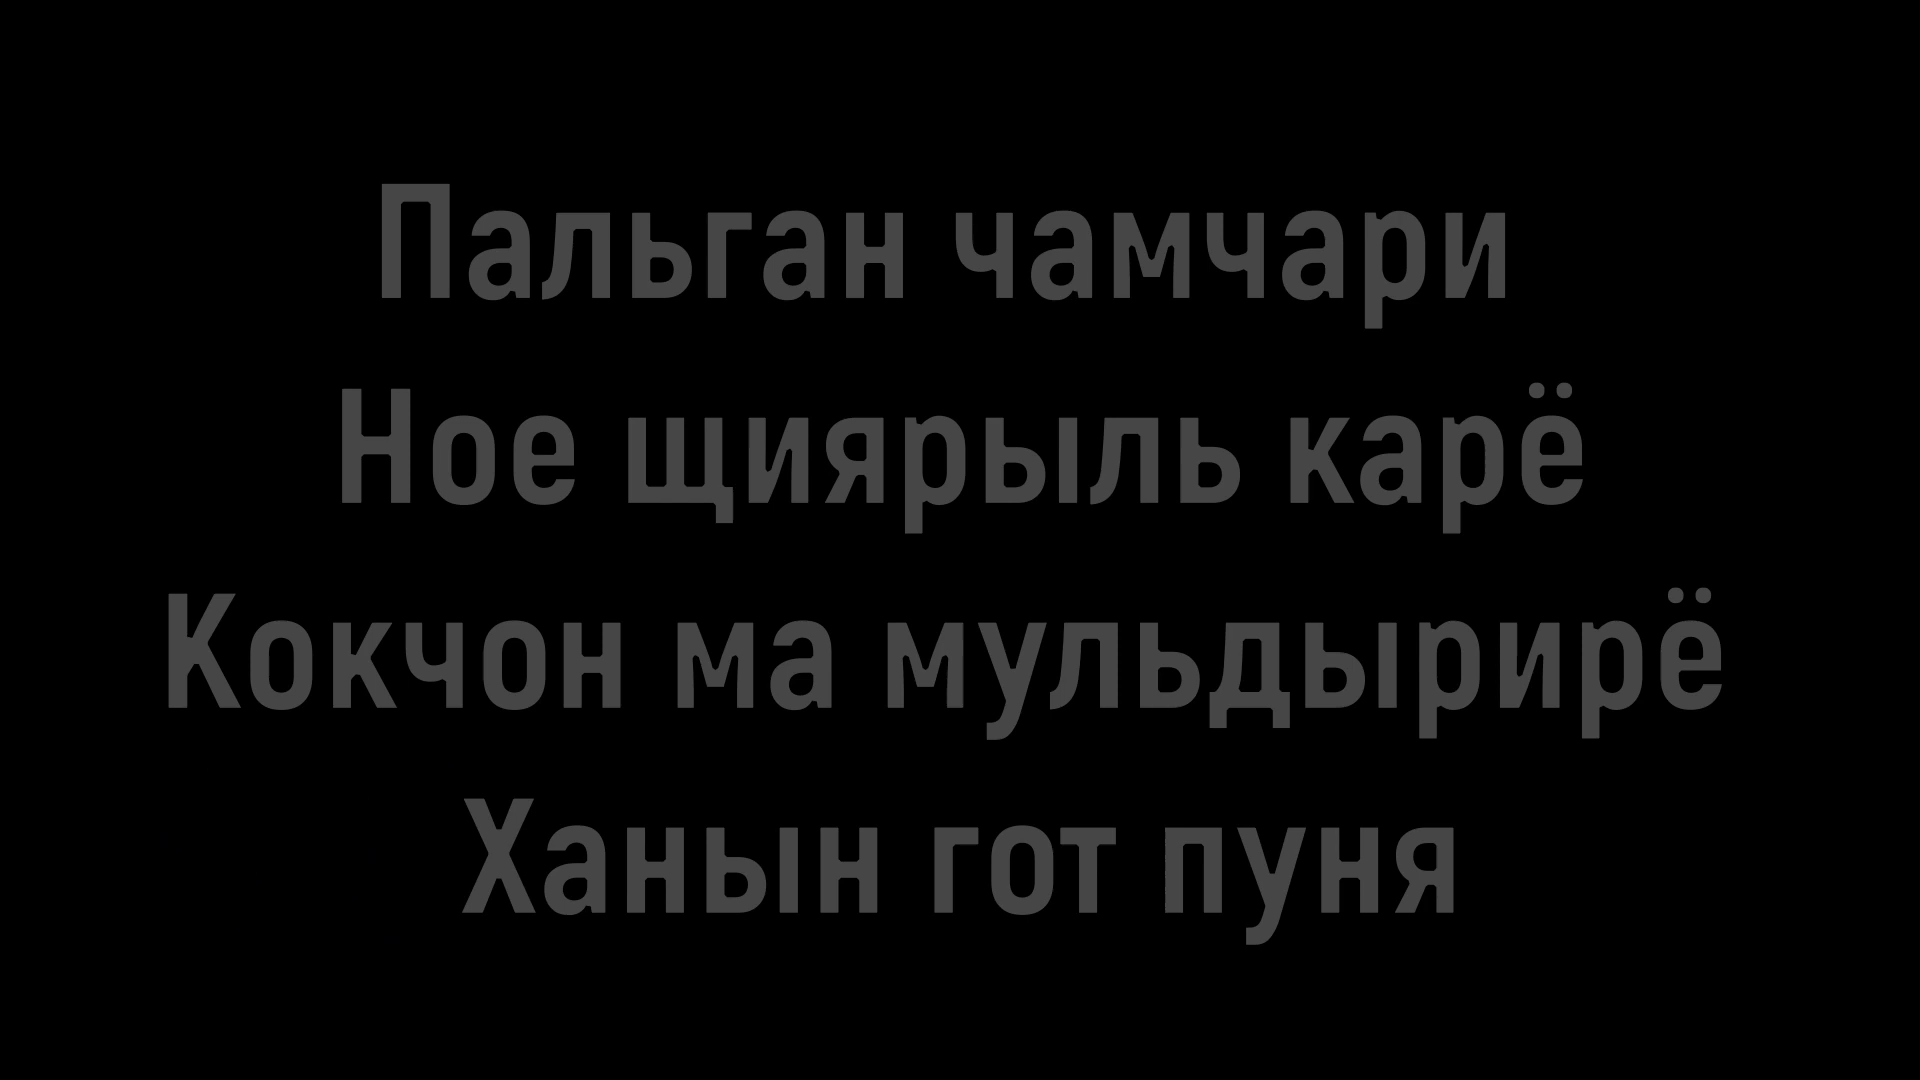 Пальган чамчари
Ное щиярыль карё
Кокчон ма мульдырирё
Ханын гот пуня